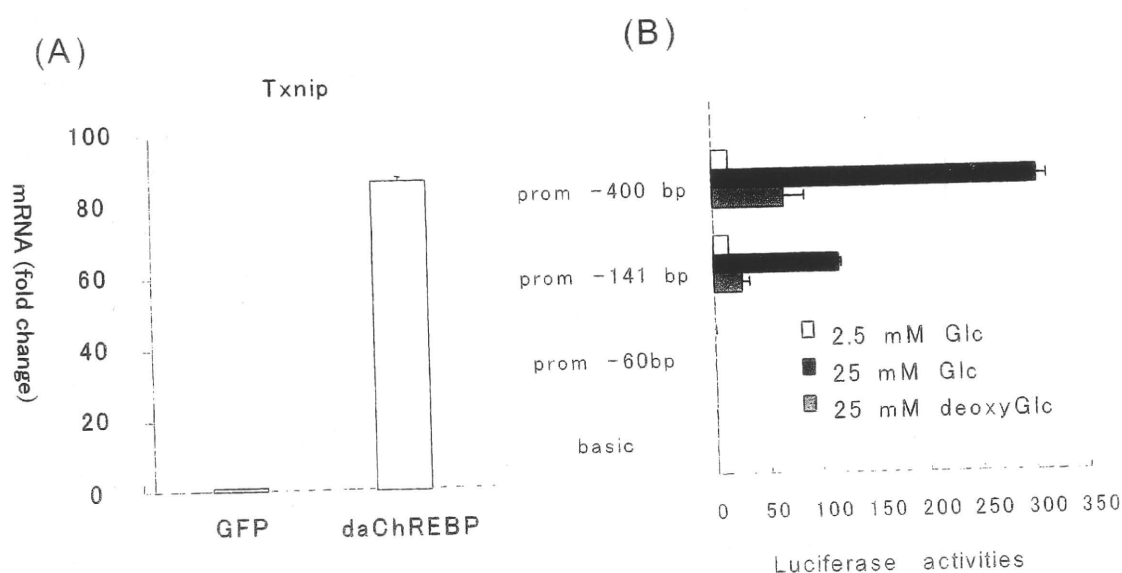 (A)
Txnip
mRNA (fold change)
100
80
60
40
20
0
GFP daChREBP
(B)
prom -400 bp
prom -141 bp
prom -60bp
basic
2.5 mM Glc
25 mM Glc
25 mM deoxyGlc
0 50 100 150 200 250 300 350
Luciferase activities